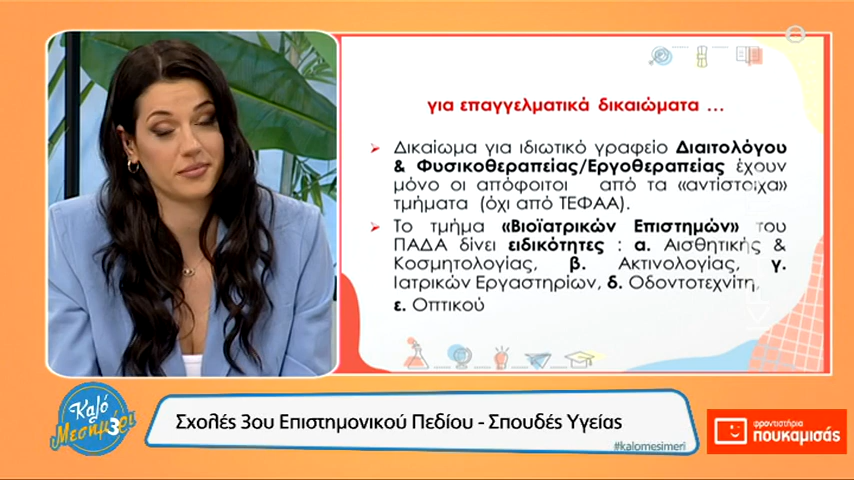 για επαγγελματικά δικαιώματα ...
Δικαίωμα για ιδιωτικό γραφείο Διαιτολόγου
& Φυσικοθεραπείας/Εργοθεραπείας έχουν
μόνο οι απόφοιτοι από τα «αντίστοιχα»
τμήματα (όχι από ΤΕΦΑΑ).
Το τμήμα «Βιοϊατρικών Επιστημών» του
ΠΑΔΑ δίνει ειδικότητες : α. Αισθητικής &
Κοσμητολογίας, β. Ακτινολογίας, γ.
Ιατρικών Εργαστηρίων, δ. Οδοντοτεχνίτη,
ε. Οπτικού
Καλό
Μεσημέρι
3
Σχολές 3ου Επιστημονικού Πεδίου - Σπουδές Υγείας
#kalomesimeri
φροντιστήρια
πουκαμισάς